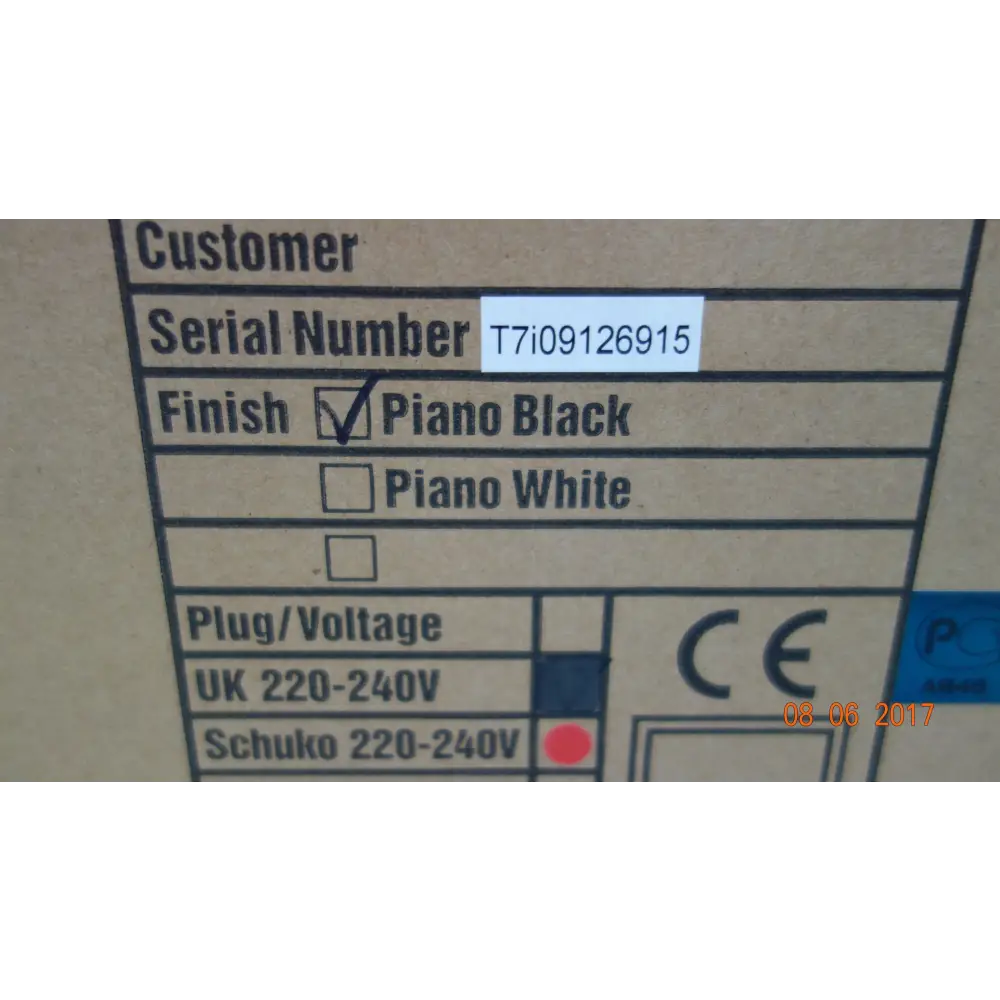 Customer
Serial Number T7i09126915
Finish Piano Black
Piano White
Plug/Voltage
CE
UK 220-240V
08 06 2017
Schuko 220-240V